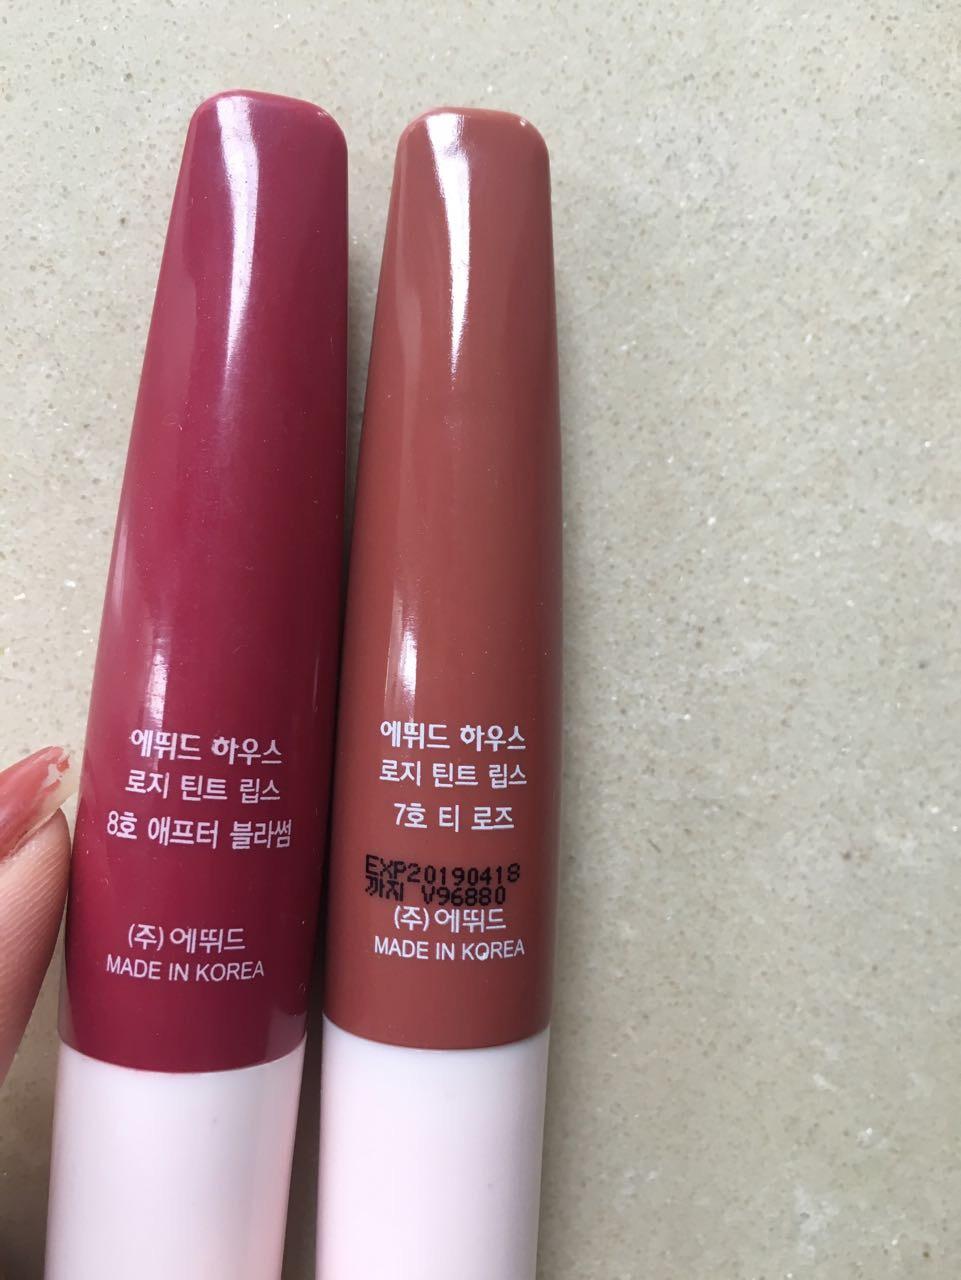 에뛰드 하우스
로지 틴트 립스
8호 애프터 블라썸
(주)에뛰드
MADE IN KOREA
에뛰드 하우스
로지 틴트 립스
7호 티 로즈
EXP20190418
까지 V96880
(주)에뛰드
MADE IN KOREA